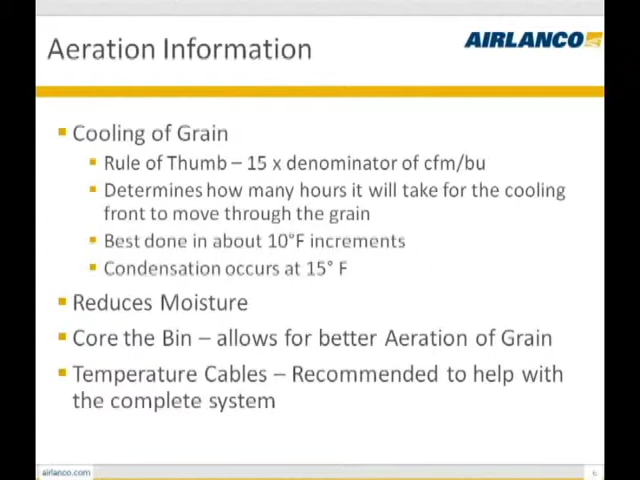 Aeration Information
AIRLANCO
Cooling of Grain
Rule of Thumb – 15 x denominator of cfm/bu
Determines how many hours it will take for the cooling
front to move through the grain
Best done in about 10°F increments
Condensation occurs at 15° F
Reduces Moisture
Core the Bin – allows for better Aeration of Grain
Temperature Cables – Recommended to help with
the complete system
airlanco.com
6